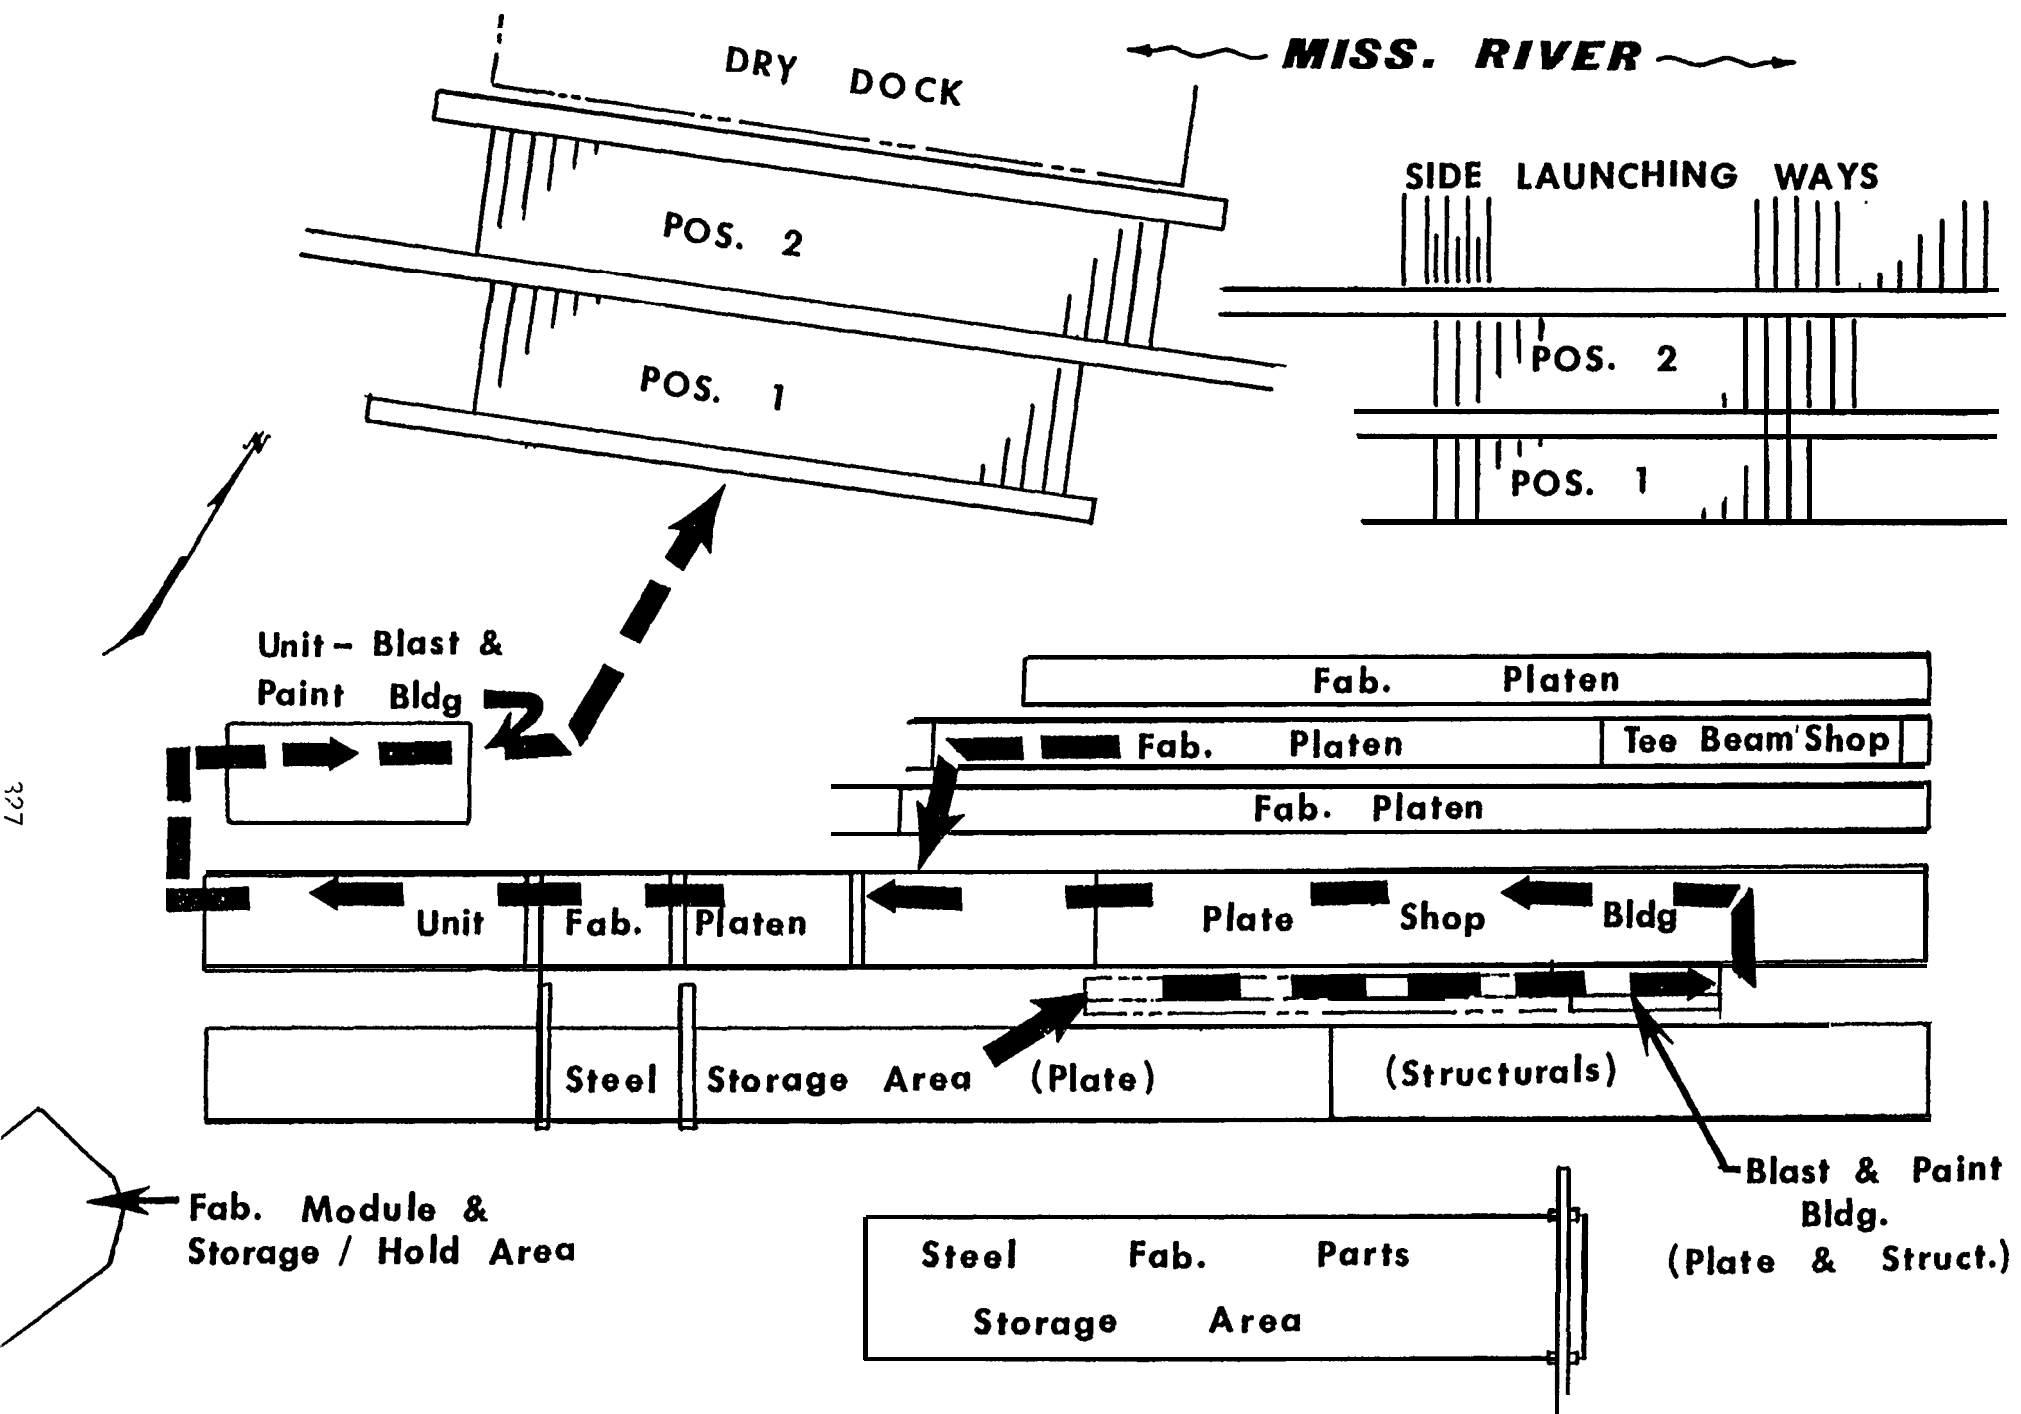 MISS. RIVER
DRY DOCK
SIDE LAUNCHING WAYS
POS. 2
POS. 1
POS. 2
POS. 1
N
Unit - Blast &
Paint Bldg
Fab. Platen
Fab. Platen
Tee Beam Shop
Fab. Platen
327
Unit Fab. Platen
Plate Shop Bldg
Steel Storage Area (Plate)
(Structurals)
Fab. Module &
Storage / Hold Area
Blast & Paint
Bldg.
(Plate & Struct.)
Steel Fab. Parts
Storage Area